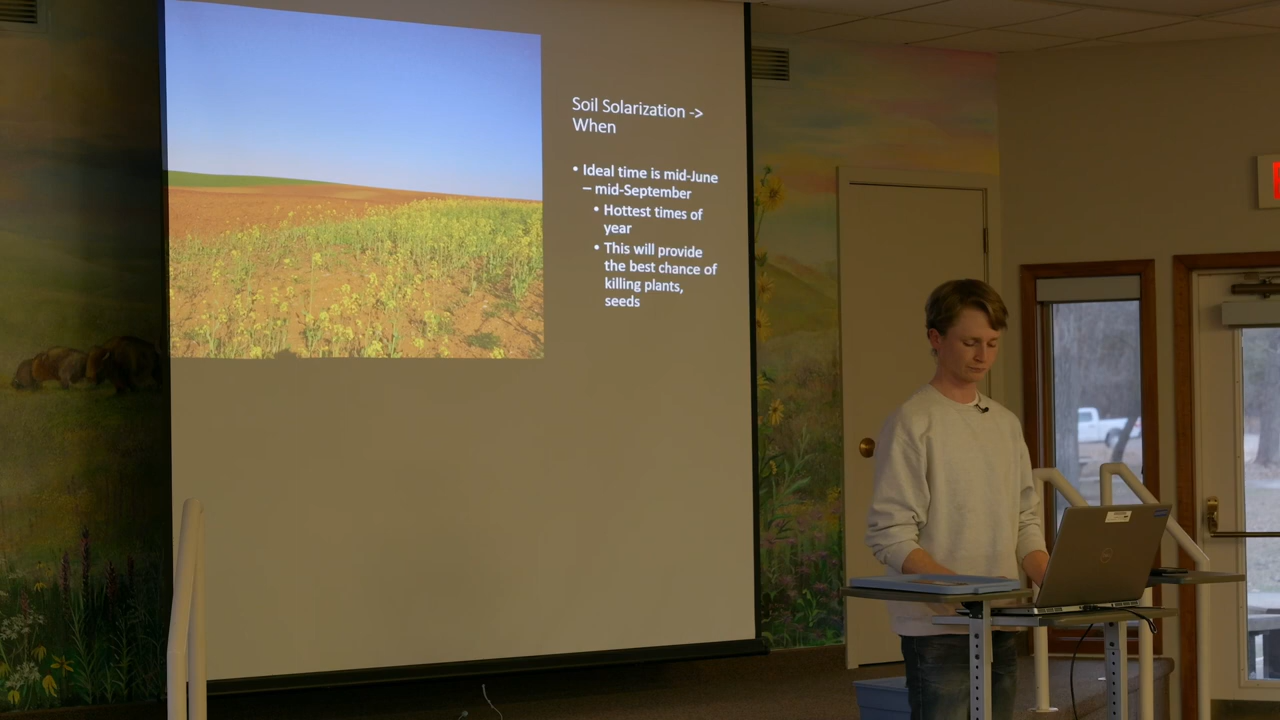 Soil Solarization ->
When
• Ideal time is mid-June
– mid-September
• Hottest times of
year
• This will provide
the best chance of
killing plants,
seeds